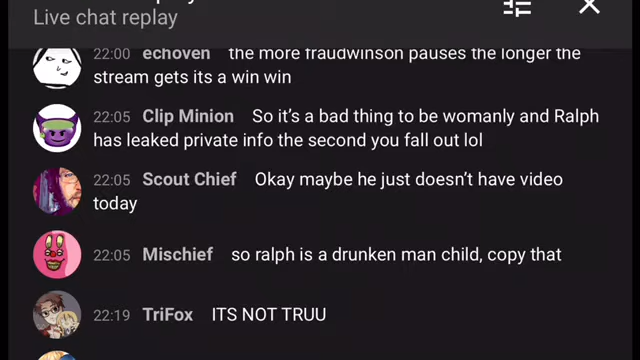 Live chat replay
22:00 echoven the more fraudwinson pauses the longer the
stream gets its a win win
22:05 Clip Minion So it’s a bad thing to be womanly and Ralph
has leaked private info the second you fall out lol
22:05 Scout Chief Okay maybe he just doesn’t have video
today
22:05 Mischief so ralph is a drunken man child, copy that
22:19 TriFox ITS NOT TRUU